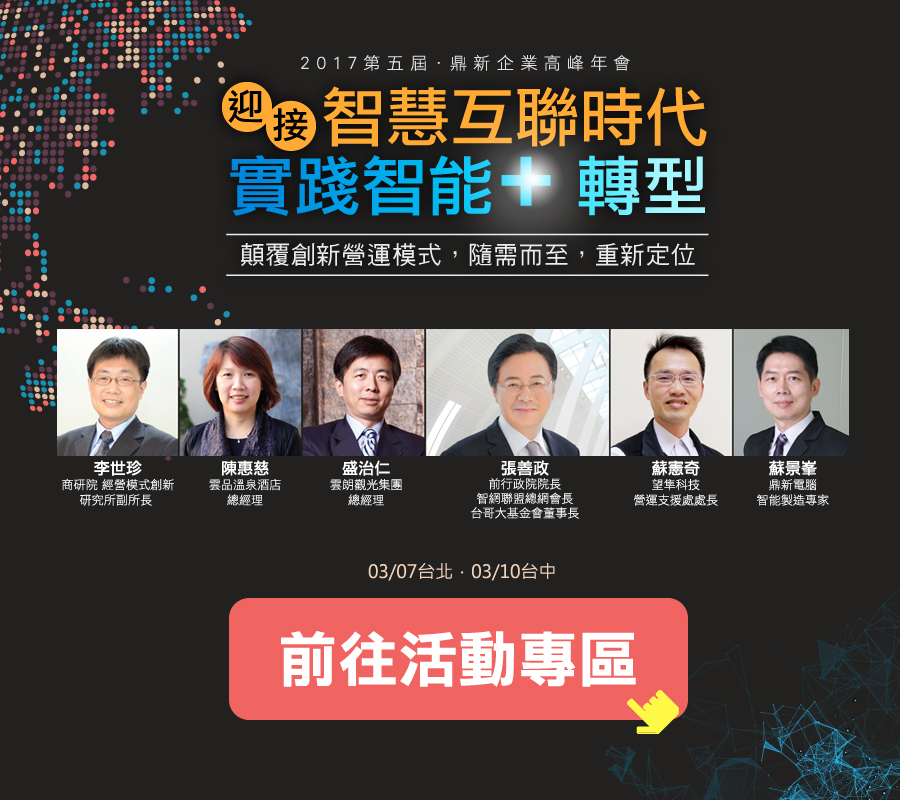 2017第五屆·鼎新企業高峰年會
迎接智慧互聯時代
實踐智能+轉型
顛覆創新營運模式，隨需而至，重新定位
李世珍
商研院 經營模式創新
研究所副所長
陳惠慈
雲品溫泉酒店
總經理
盛治仁
雲朗觀光集團
總經理
張善政
前行政院院長
智網聯盟總網會長
台哥大基金會董事長
蘇憲奇
望隼科技
營運支援處處長
蘇景峯
鼎新電腦
智能製造專家
03/07台北·03/10台中
前往活動專區